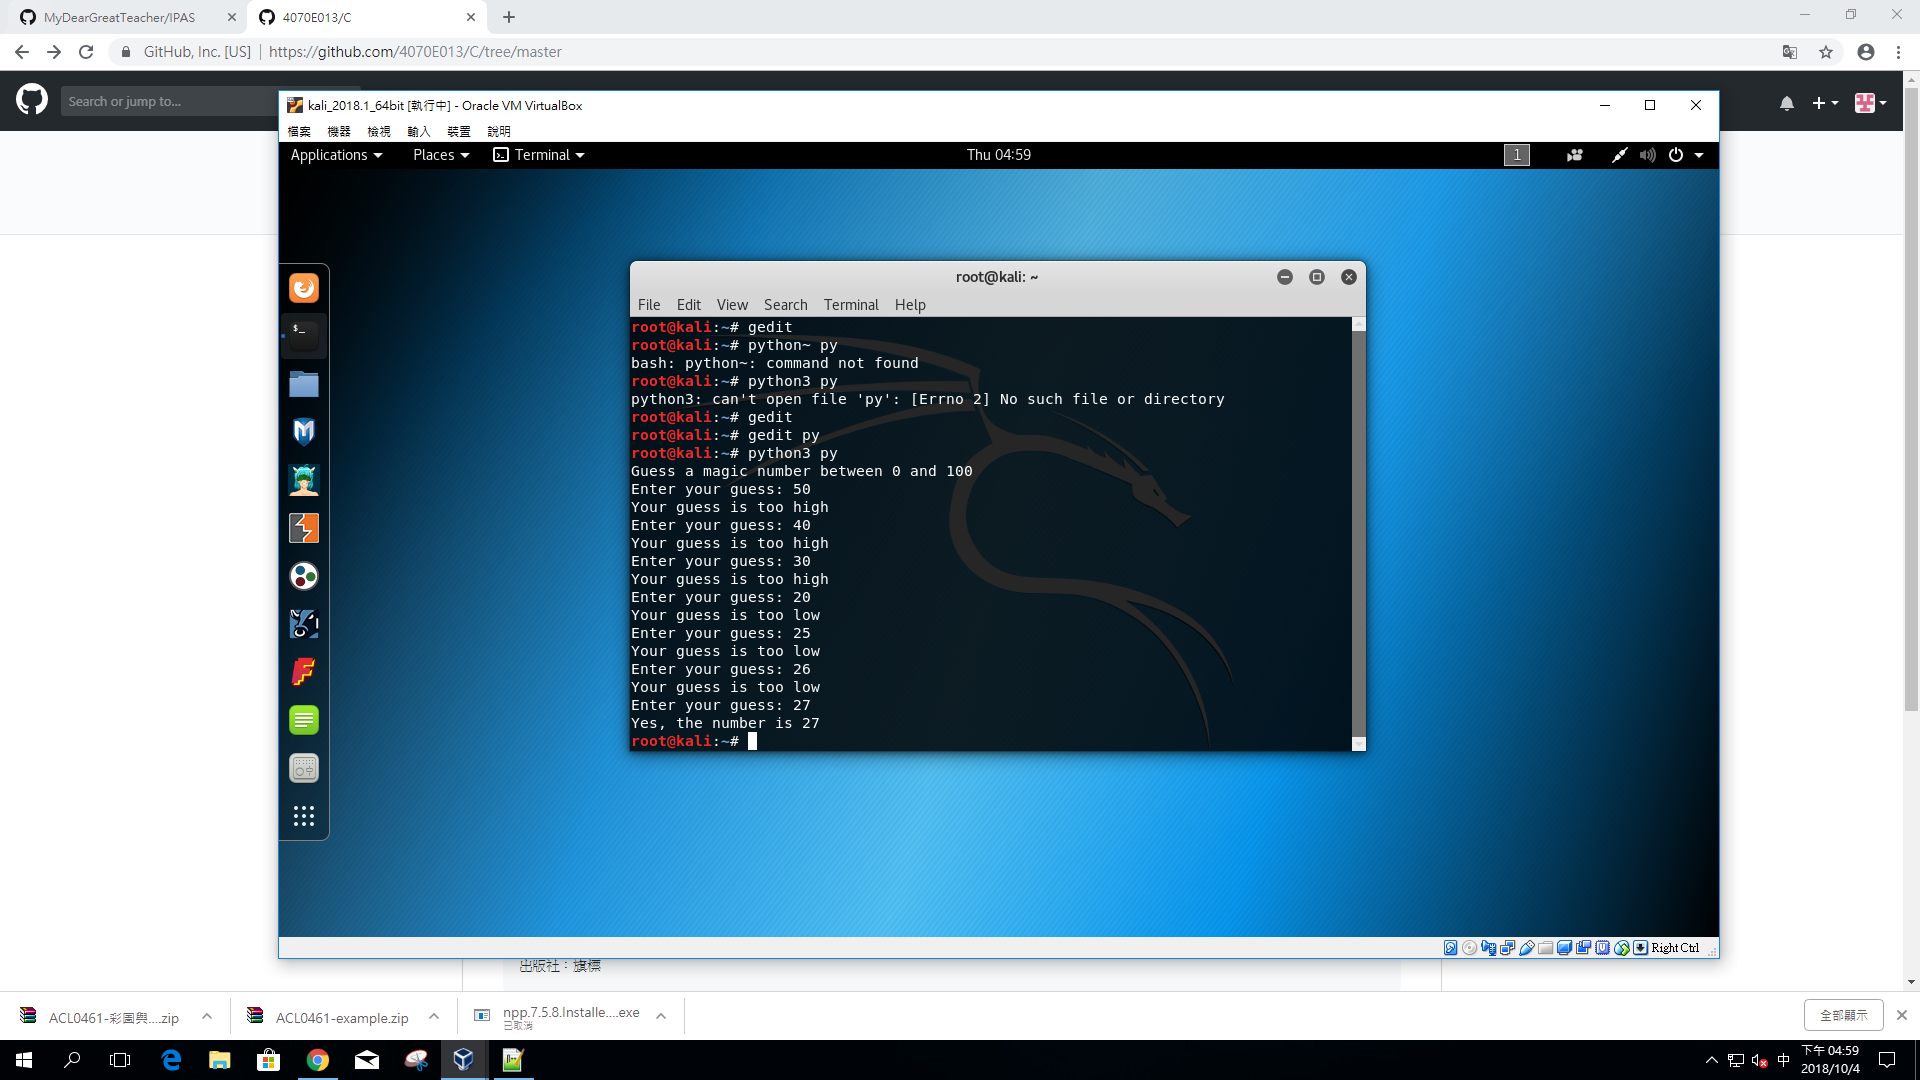 MyDearGreatTeacher/IPAS
4070E013/C
GitHub, Inc. [US]
https://github.com/4070E013/C/tree/master
Search or jump to...
kali_2018.1_64bit [執行中] - Oracle VM VirtualBox
檔案 機器 檢視 輸入 裝置 說明
Applications Places Terminal
Thu 04:59
1
root@kali: ~
File Edit View Search Terminal Help
root@kali:~# gedit
root@kali:~# python~ py
bash: python~: command not found
root@kali:~# python3 py
python3: can't open file 'py': [Errno 2] No such file or directory
root@kali:~# gedit
root@kali:~# gedit py
root@kali:~# python3 py
Guess a magic number between 0 and 100
Enter your guess: 50
Your guess is too high
Enter your guess: 40
Your guess is too high
Enter your guess: 30
Your guess is too high
Enter your guess: 20
Your guess is too low
Enter your guess: 25
Your guess is too low
Enter your guess: 26
Your guess is too low
Enter your guess: 27
Yes, the number is 27
root@kali:~#
Right Ctrl
出版社：旗標
ACL0461-彩圖與....zip
ACL0461-example.zip
npp.7.5.8.Installe....exe
已取消
全部顯示
中
下午 04:59
2018/10/4